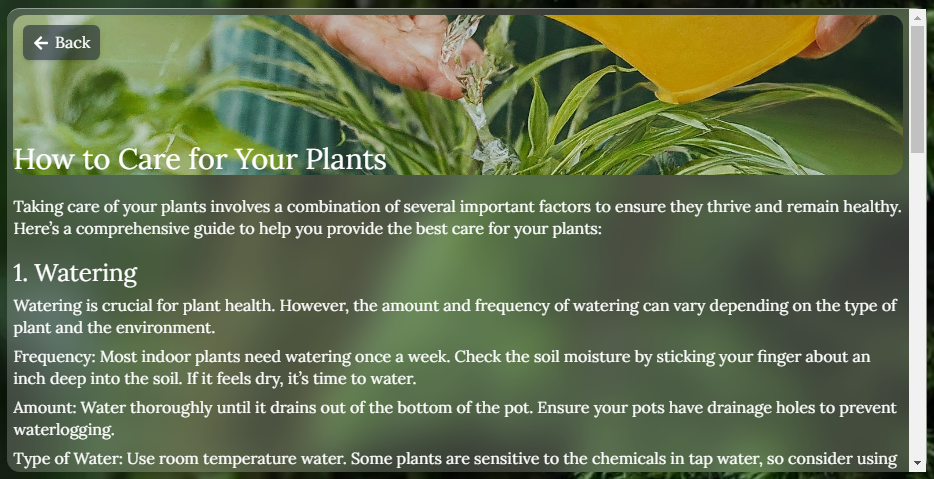 Back
How to Care for Your Plants
Taking care of your plants involves a combination of several important factors to ensure they thrive and remain healthy.
Here's a comprehensive guide to help you provide the best care for your plants:
1. Watering
Watering is crucial for plant health. However, the amount and frequency of watering can vary depending on the type of
plant and the environment.
Frequency: Most indoor plants need watering once a week. Check the soil moisture by sticking your finger about an
inch deep into the soil. If it feels dry, it's time to water.
Amount: Water thoroughly until it drains out of the bottom of the pot. Ensure your pots have drainage holes to prevent
waterlogging.
Type of Water: Use room temperature water. Some plants are sensitive to the chemicals in tap water, so consider using